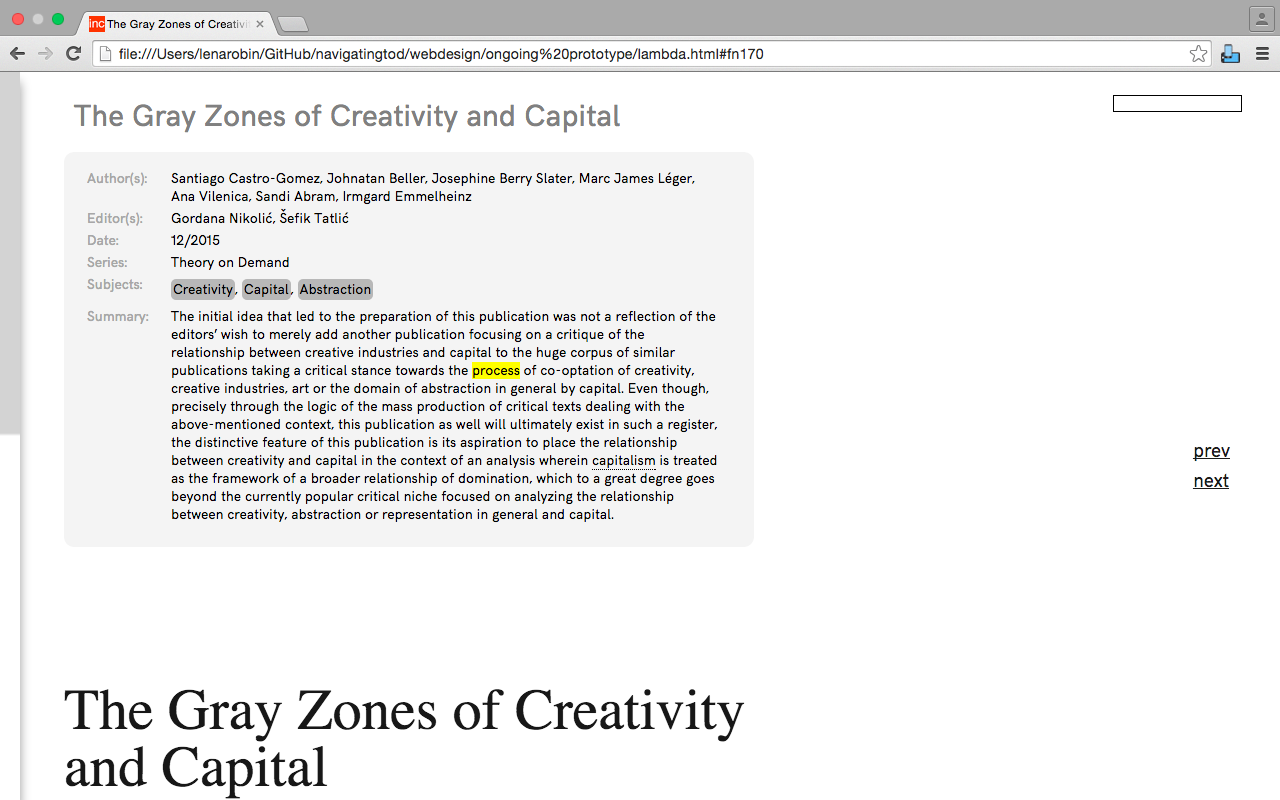 inc The Gray Zones of Creativi
file:///Users/lenarobin/GitHub/navigatingtod/webdesign/ongoing%20prototype/lambda.html#fn170
The Gray Zones of Creativity and Capital
Author(s): Santiago Castro-Gomez, Johnatan Beller, Josephine Berry Slater, Marc James Léger,
Ana Vilenica, Sandi Abram, Irmgard Emmelheinz
Editor(s): Gordana Nikolić, Šefik Tatlić
Date: 12/2015
Series: Theory on Demand
Subjects: Creativity, Capital, Abstraction
Summary: The initial idea that led to the preparation of this publication was not a reflection of the
editors' wish to merely add another publication focusing on a critique of the
relationship between creative industries and capital to the huge corpus of similar
publications taking a critical stance towards the process of co-optation of creativity,
creative industries, art or the domain of abstraction in general by capital. Even though,
precisely through the logic of the mass production of critical texts dealing with the
above-mentioned context, this publication as well will ultimately exist in such a register,
the distinctive feature of this publication is its aspiration to place the relationship
between creativity and capital in the context of an analysis wherein capitalism is treated
as the framework of a broader relationship of domination, which to a great degree goes
beyond the currently popular critical niche focused on analyzing the relationship
between creativity, abstraction or representation in general and capital.
prev
next
The Gray Zones of Creativity
and Capital